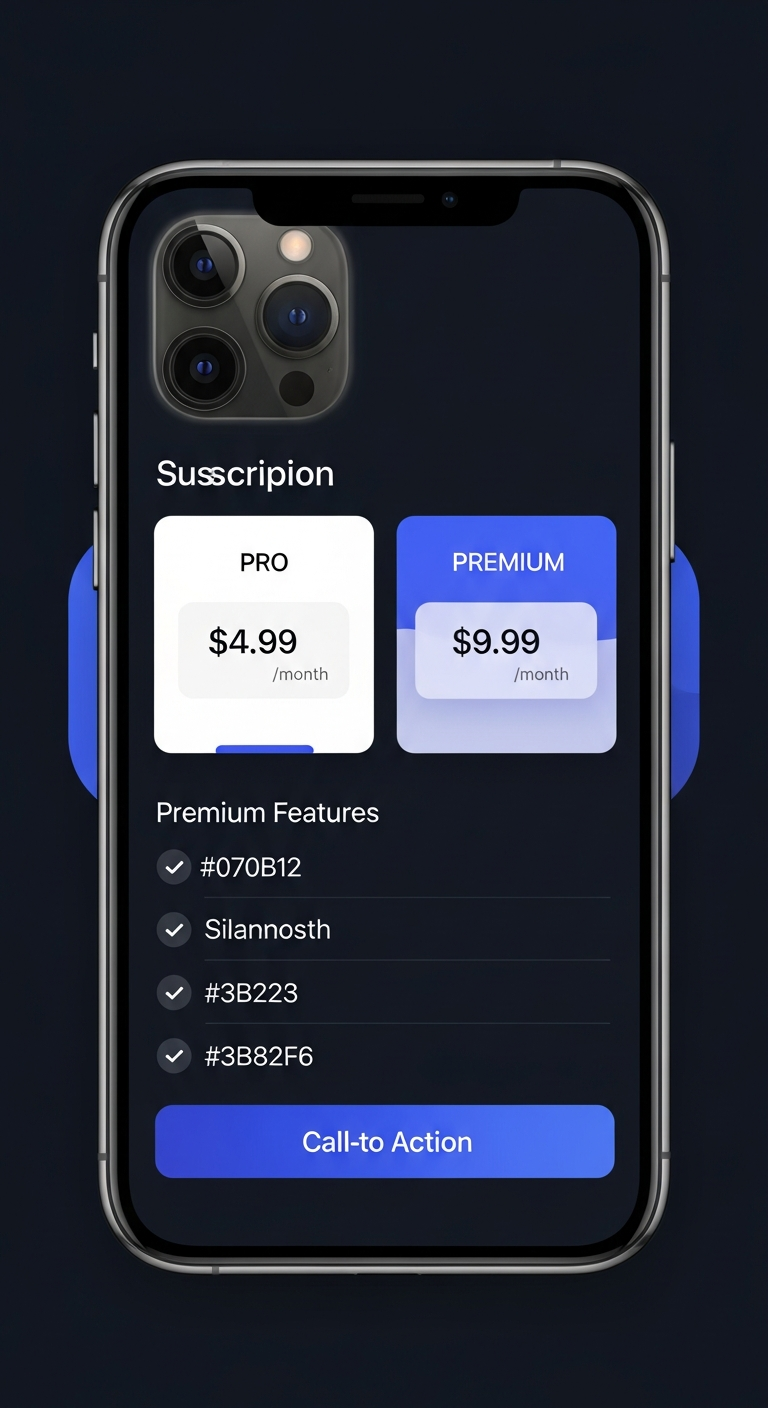 Susscripion
PRO
PREMIUM
$4.99
$9.99
/month
/month
Premium Features
#070B12
Silannosth
#3B223
#3B82F6
Call-to Action